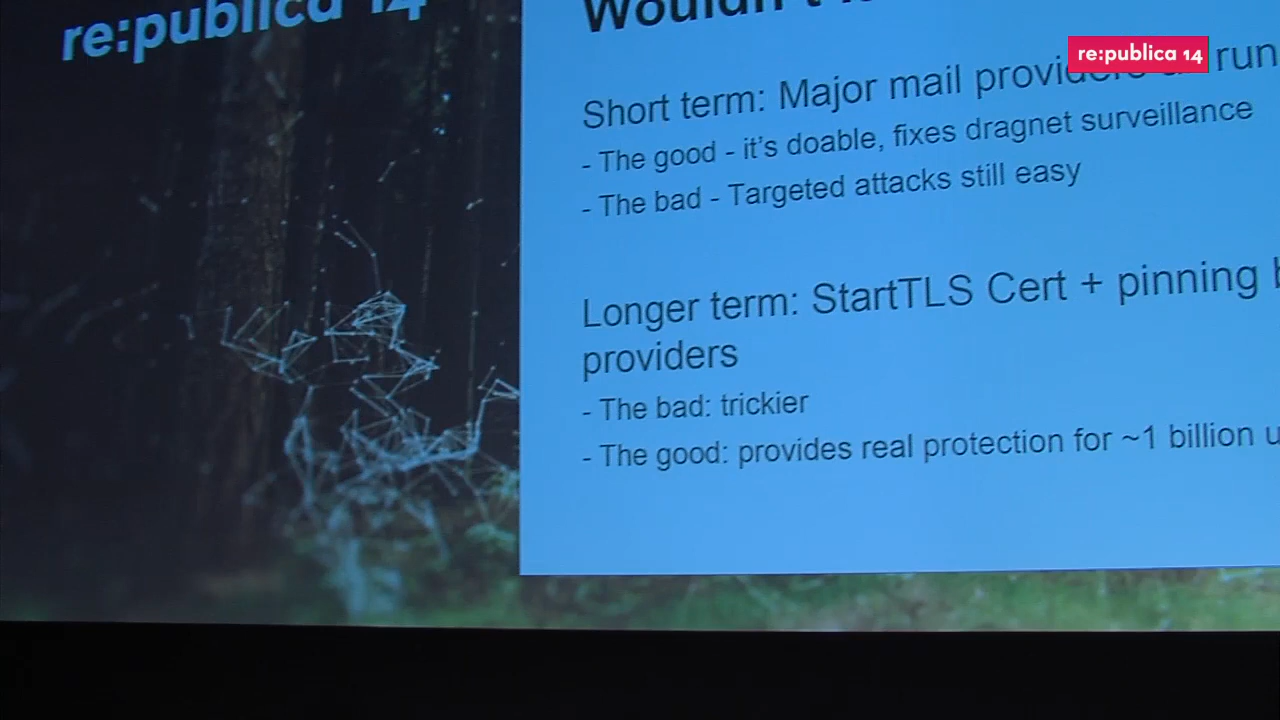 re:publica 14
re:publica 14
Short term: Major mail providers run
- The good - it's doable, fixes dragnet surveillance
- The bad - Targeted attacks still easy
Longer term: StartTLS Cert + pinning
providers
- The bad: trickier
- The good: provides real protection for ~1 billion